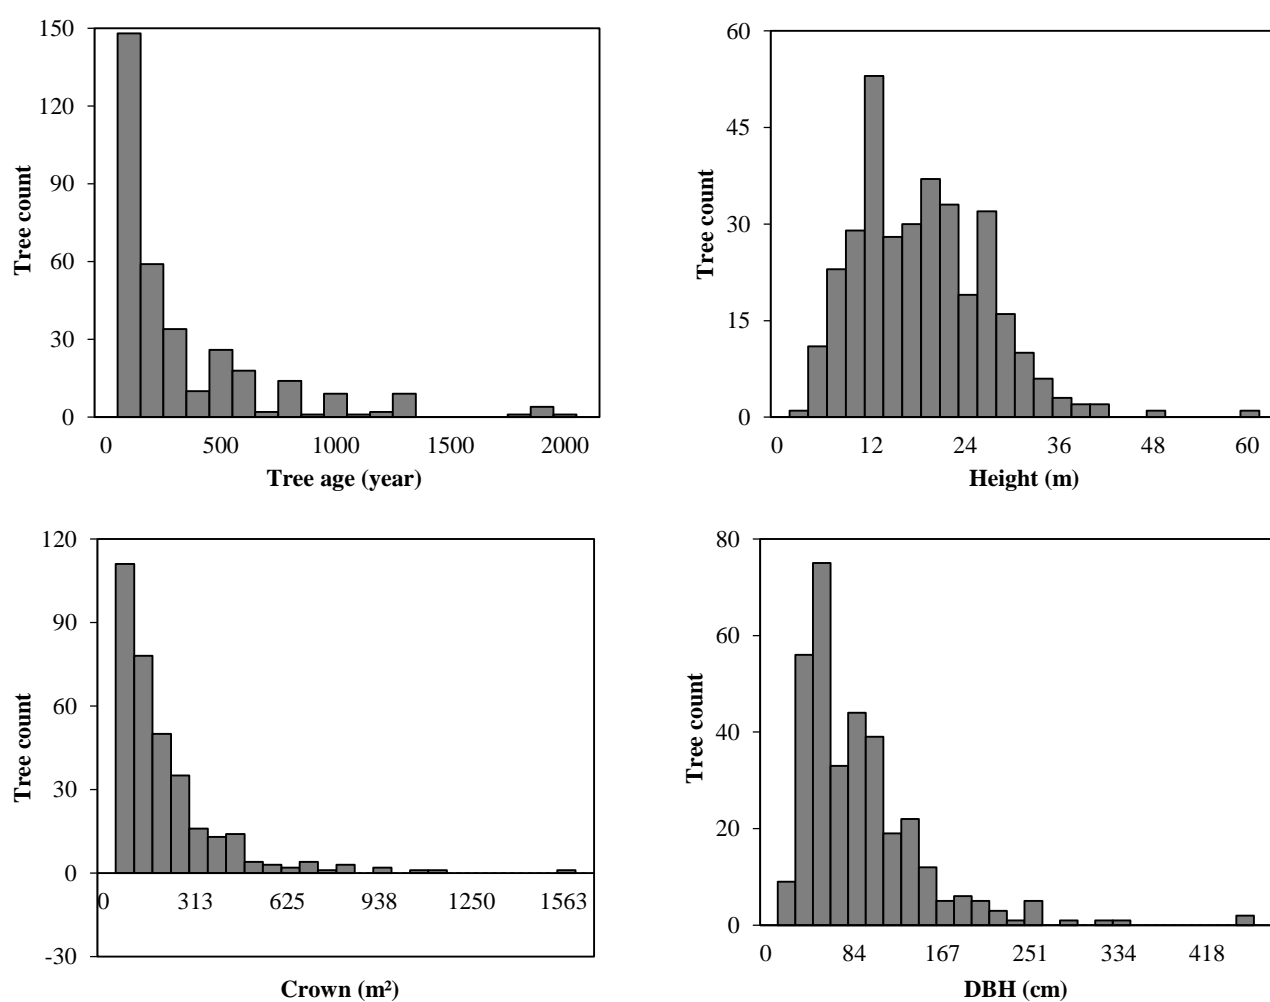 150
120
90
60
30
0
Tree count
0 500 1000 1500 2000
Tree age (year)
60
45
30
15
0
Tree count
0 12 24 36 48 60
Height (m)
120
90
60
30
0
-30
Tree count
0 313 625 938 1250 1563
Crown (m²)
80
60
40
20
0
Tree count
0 84 167 251 334 418
DBH (cm)